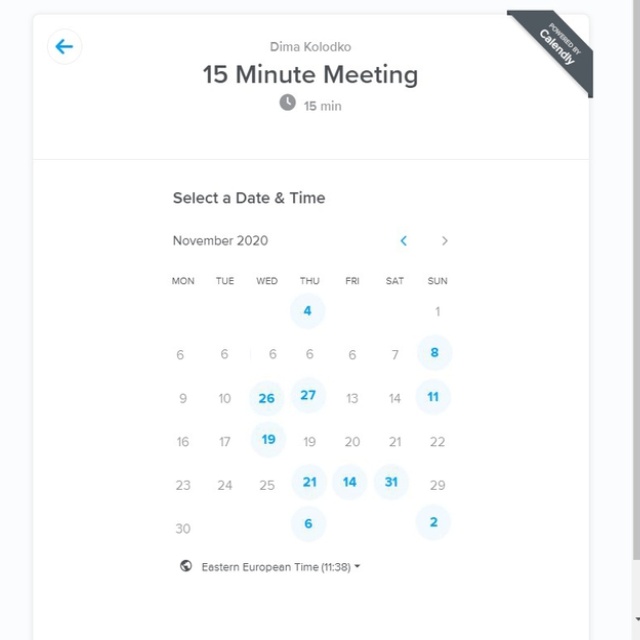 POWERED BY
Calendly
Dima Kolodko
15 Minute Meeting
15 min
Select a Date & Time
November 2020
MON TUE WED THU FRI SAT SUN
4 1
6 6 6 6 6 7 8
9 10 26 27 13 14 11
16 17 19 19 20 21 22
23 24 25 21 14 31 29
30 6 2
Eastern European Time (11:38)